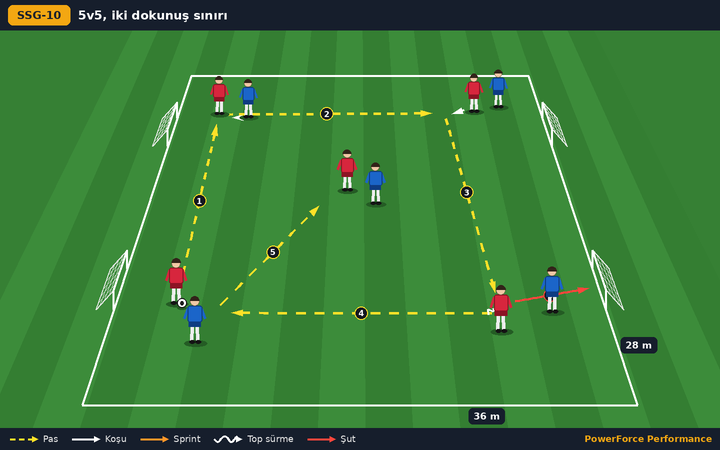 SSG-10 5v5, iki dokunuş sınırı
2
1
3
5
4
28 m
36 m
Pas Koşu Sprint Top sürme Şut PowerForce Performance